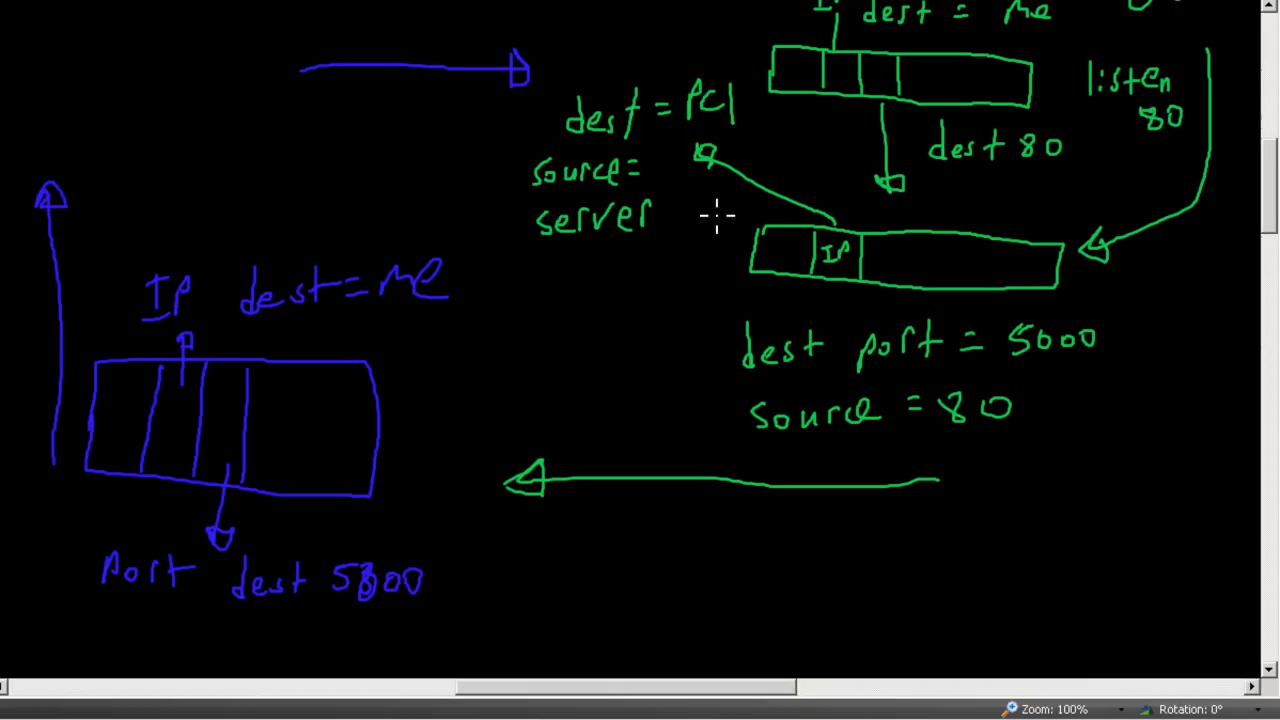 dest = me
listen
80
dest = PC1
source=
server
dest 80
IP
IP dest=me
dest port = 5000
source = 80
Port dest 5000
Zoom: 100%
Rotation: 0°